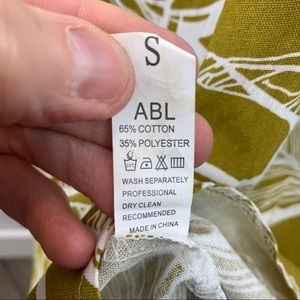 S
ABL
65% COTTON
35% POLYESTER
WASH SEPARATELY
PROFESSIONAL
DRY CLEAN
RECOMMENDED
MADE IN CHINA